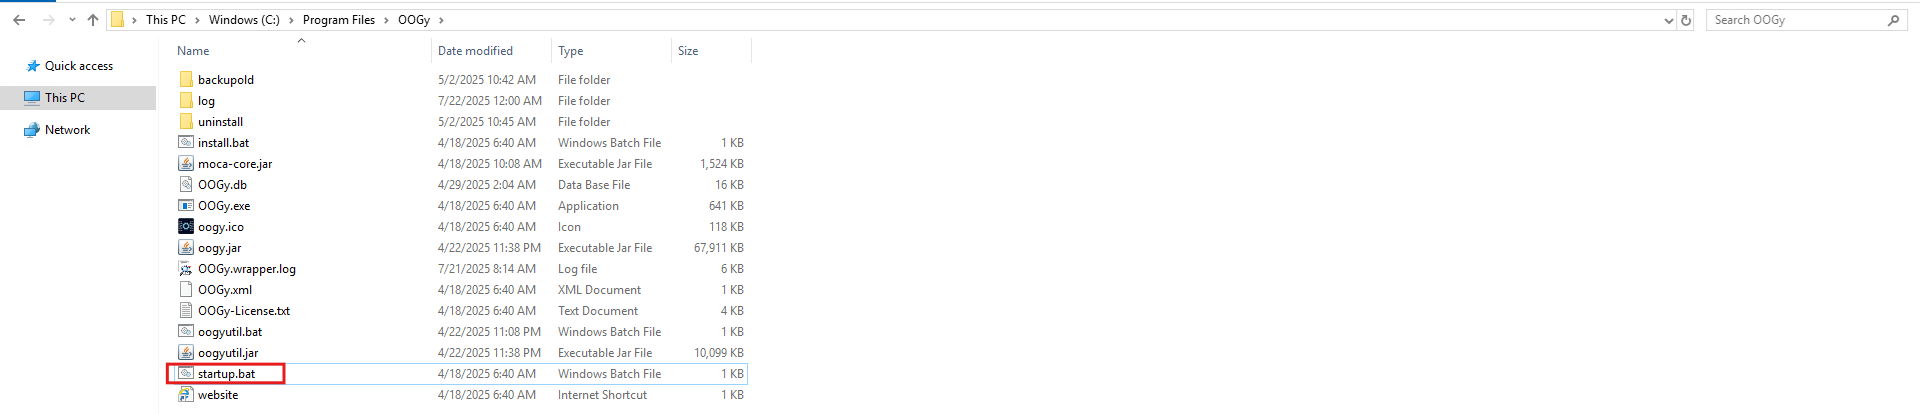 This PC > Windows (C:) > Program Files > OOGy >
Search OOGy
Quick access
This PC
Network
Name Date modified Type Size
backupold 5/2/2025 10:42 AM File folder
log 7/22/2025 12:00 AM File folder
uninstall 5/2/2025 10:45 AM File folder
install.bat 4/18/2025 6:40 AM Windows Batch File 1 KB
moca-core.jar 4/18/2025 10:08 AM Executable Jar File 1,524 KB
OOGy.db 4/29/2025 2:04 AM Data Base File 16 KB
OOGy.exe 4/18/2025 6:40 AM Application 641 KB
oogy.ico 4/18/2025 6:40 AM Icon 118 KB
oogy.jar 4/22/2025 11:38 PM Executable Jar File 67,911 KB
OOGy.wrapper.log 7/21/2025 8:14 AM Log file 6 KB
OOGy.xml 4/18/2025 6:40 AM XML Document 1 KB
OOGy-License.txt 4/18/2025 6:40 AM Text Document 4 KB
oogyutil.bat 4/22/2025 11:08 PM Windows Batch File 1 KB
oogyutil.jar 4/22/2025 11:38 PM Executable Jar File 10,099 KB
startup.bat 4/18/2025 6:40 AM Windows Batch File 1 KB
website 4/18/2025 6:40 AM Internet Shortcut 1 KB